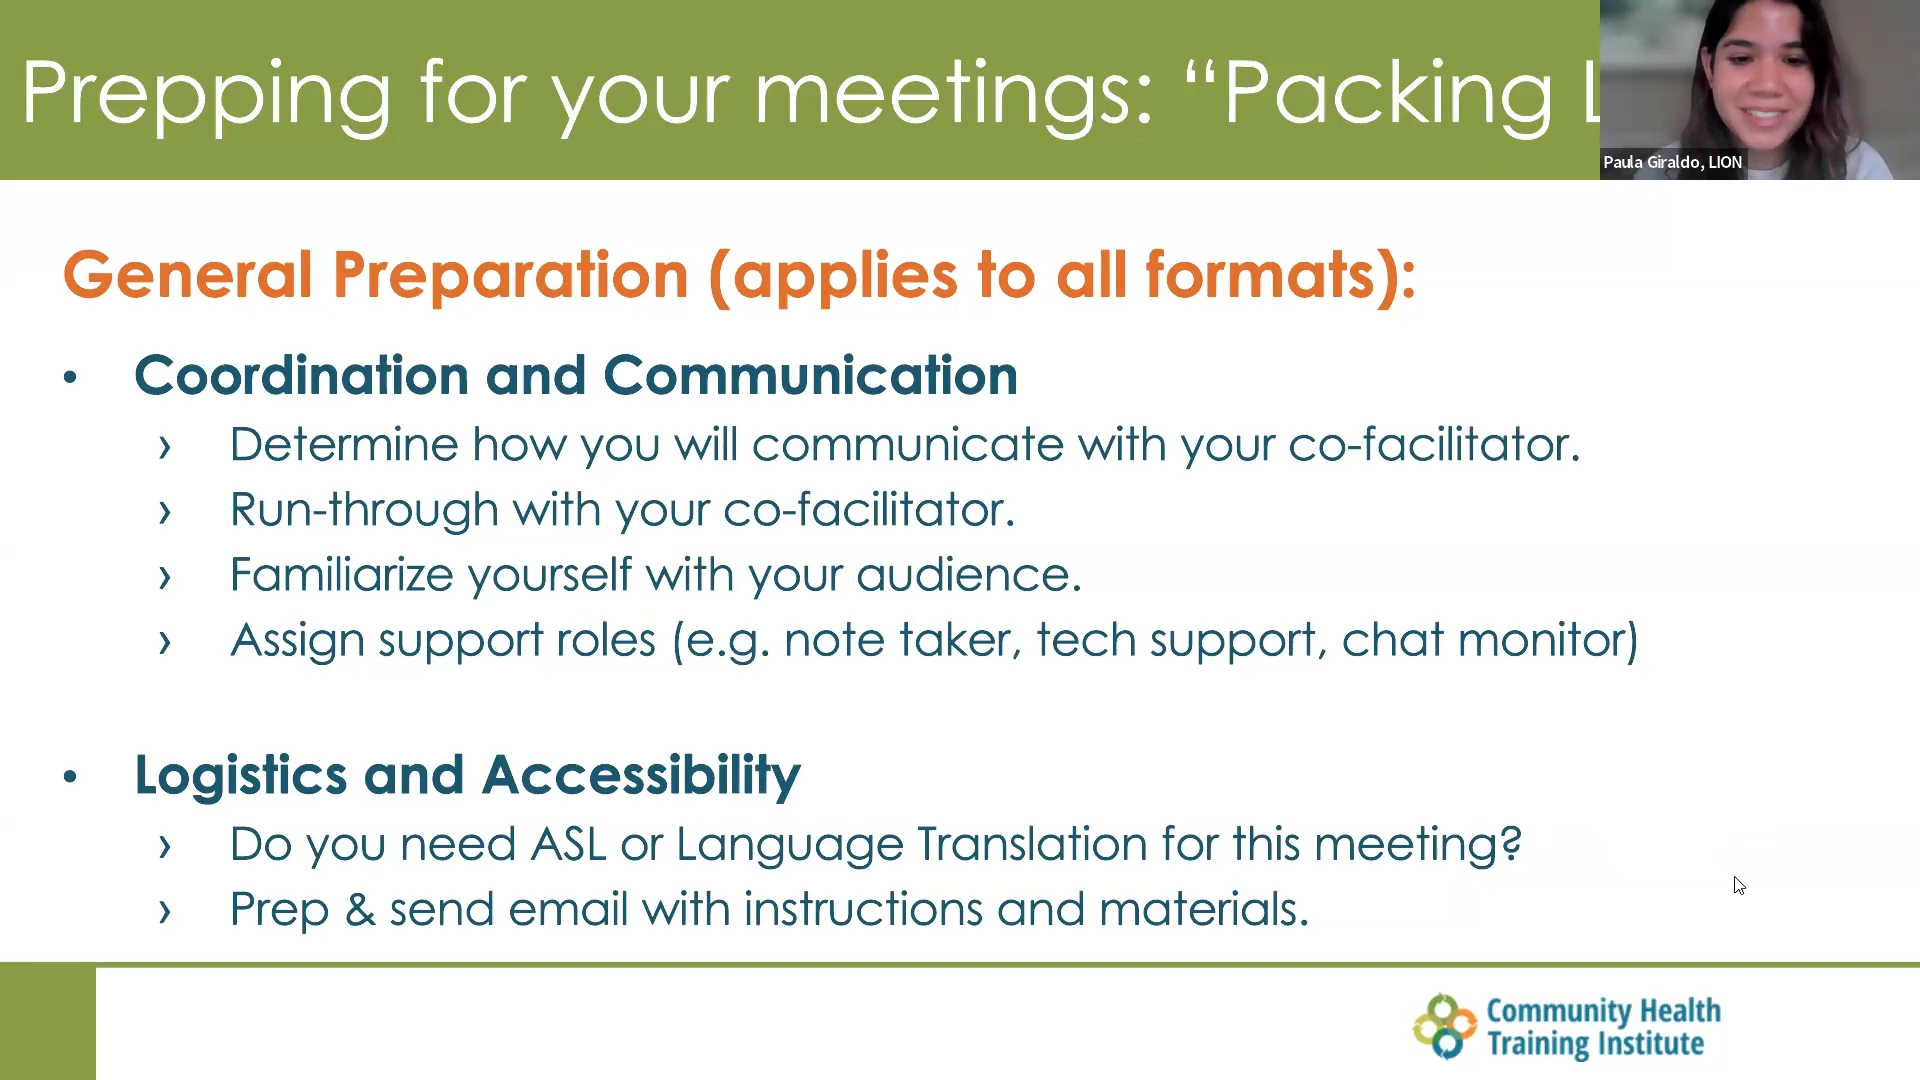 Prepping for your meetings: “Packing L
Paula Giraldo, LION
General Preparation (applies to all formats):
• Coordination and Communication
› Determine how you will communicate with your co-facilitator.
› Run-through with your co-facilitator.
› Familiarize yourself with your audience.
› Assign support roles (e.g. note taker, tech support, chat monitor)
• Logistics and Accessibility
› Do you need ASL or Language Translation for this meeting?
› Prep & send email with instructions and materials.
Community Health
Training Institute